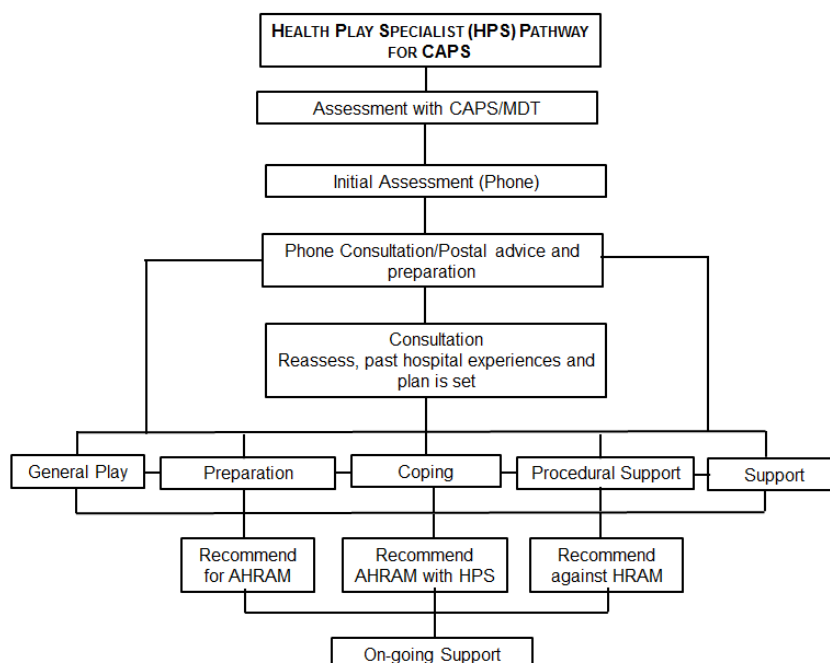 HEALTH PLAY SPECIALIST (HPS) PATHWAY
FOR CAPS
Assessment with CAPS/MDT
Initial Assessment (Phone)
Phone Consultation/Postal advice and
preparation
Consultation
Reassess, past hospital experiences and
plan is set
General Play
Preparation
Coping
Procedural Support
Support
Recommend
for AHRAM
Recommend
AHRAM with HPS
Recommend
against HRAM
On-going Support